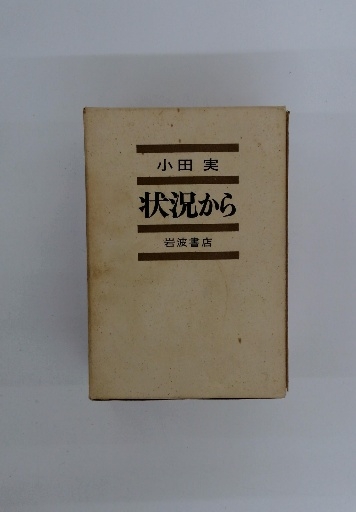 小田 実
状況から
岩波書店